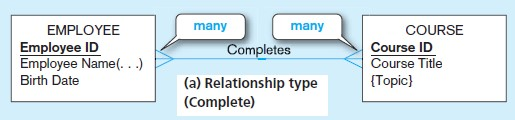 EMPLOYEE
Employee ID
Employee Name(. . .)
Birth Date
many
many
Completes
(a) Relationship type
(Complete)
COURSE
Course ID
Course Title
{Topic}